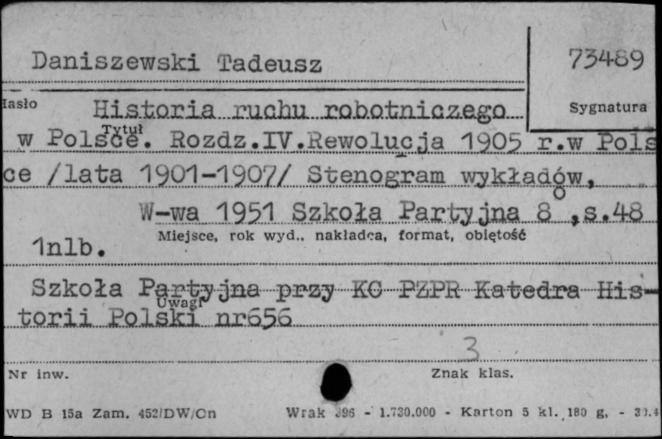 Daniszewski Tadeusz
73489
Hasło
Historia ruchu robotniczego
Sygnatura
Tytuł
w Polsce. Rozdz.IV.Rewolucja 1905 r.w Pols
ce /lata 1901-1907/ Stenogram wykładów,
W-wa 1951 Szkoła Partyjna 8o,s.48
Miejsce, rok wyd., nakładca, format, objętość
1nlb.
Szkoła Partyjna przy KC PZPR Katedra His-
Uwagi
torii Polski nr656
3
Nr inw.
Znak klas.
WD B 15a Zam. 452/DW/Cn
Wrak - 1.730.000 - Karton 5 kl. 180 g. -